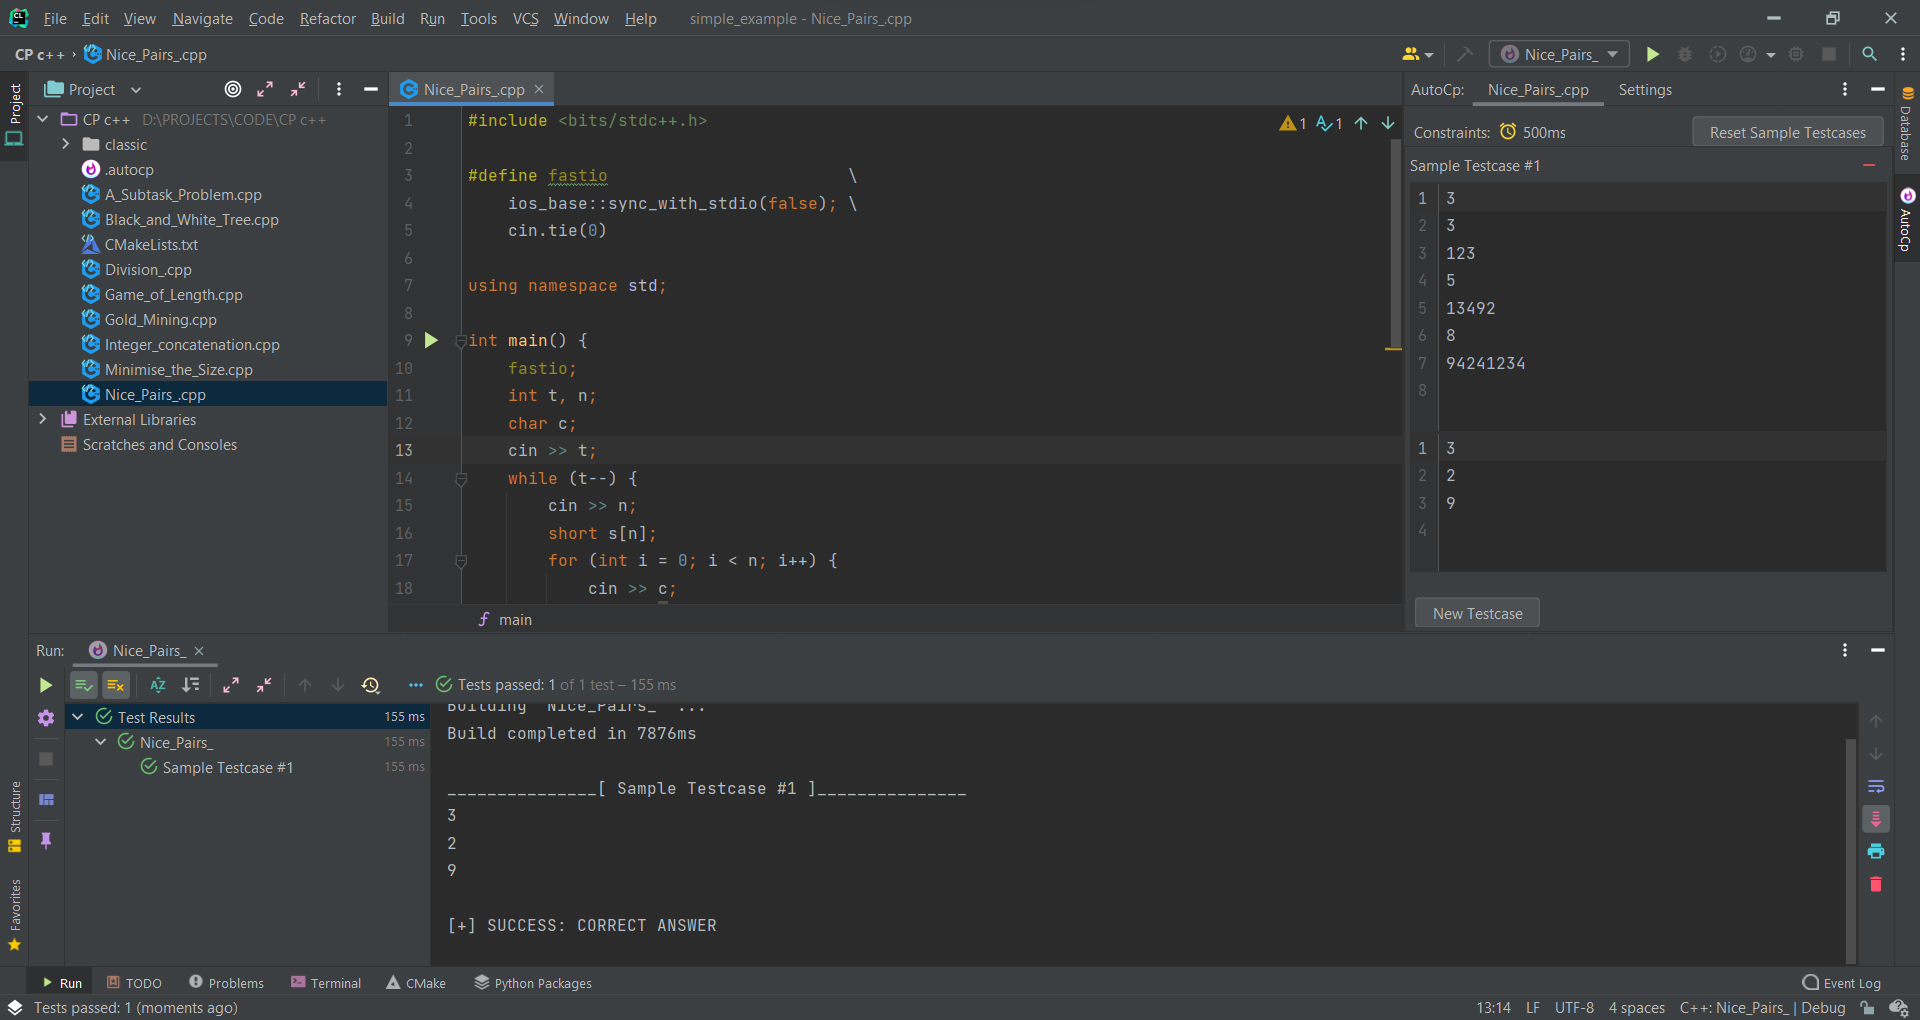 CL File Edit View Navigate Code Refactor Build Run Tools VCS Window Help simple_example - Nice_Pairs_.cpp
CP c++ › Nice_Pairs_.cpp
Nice_Pairs_
Project
Project
CP c++ D:\PROJECTS\CODE\CP c++
classic
.autocp
A_Subtask_Problem.cpp
Black_and_White_Tree.cpp
CMakeLists.txt
Division_.cpp
Game_of_Length.cpp
Gold_Mining.cpp
Integer_concatenation.cpp
Minimise_the_Size.cpp
Nice_Pairs_.cpp
External Libraries
Scratches and Consoles
Nice_Pairs_.cpp
1 1
1 #include <bits/stdc++.h>
2
3 #define fastio \
4 ios_base::sync_with_stdio(false); \
5 cin.tie(0)
6
7 using namespace std;
8
9 int main() {
10 fastio;
11 int t, n;
12 char c;
13 cin >> t;
14 while (t--) {
15 cin >> n;
16 short s[n];
17 for (int i = 0; i < n; i++) {
18 cin >> c;
main
AutoCp: Nice_Pairs_.cpp Settings
Constraints: 500ms Reset Sample Testcases
Sample Testcase #1
1 3
2 3
3 123
4 5
5 13492
6 8
7 94241234
8
1 3
2 2
3 9
4
New Testcase
Database
AutoCp
Run: Nice_Pairs_
Tests passed: 1 of 1 test – 155 ms
Test Results 155 ms
Nice_Pairs_ 155 ms
Sample Testcase #1 155 ms
Building `Nice_Pairs_` ...
Build completed in 7876ms
_______________[ Sample Testcase #1 ]_______________
3
2
9
[+] SUCCESS: CORRECT ANSWER
Structure
Favorites
Run TODO Problems Terminal CMake Python Packages Event Log
Tests passed: 1 (moments ago) 13:14 LF UTF-8 4 spaces C++: Nice_Pairs_ | Debug